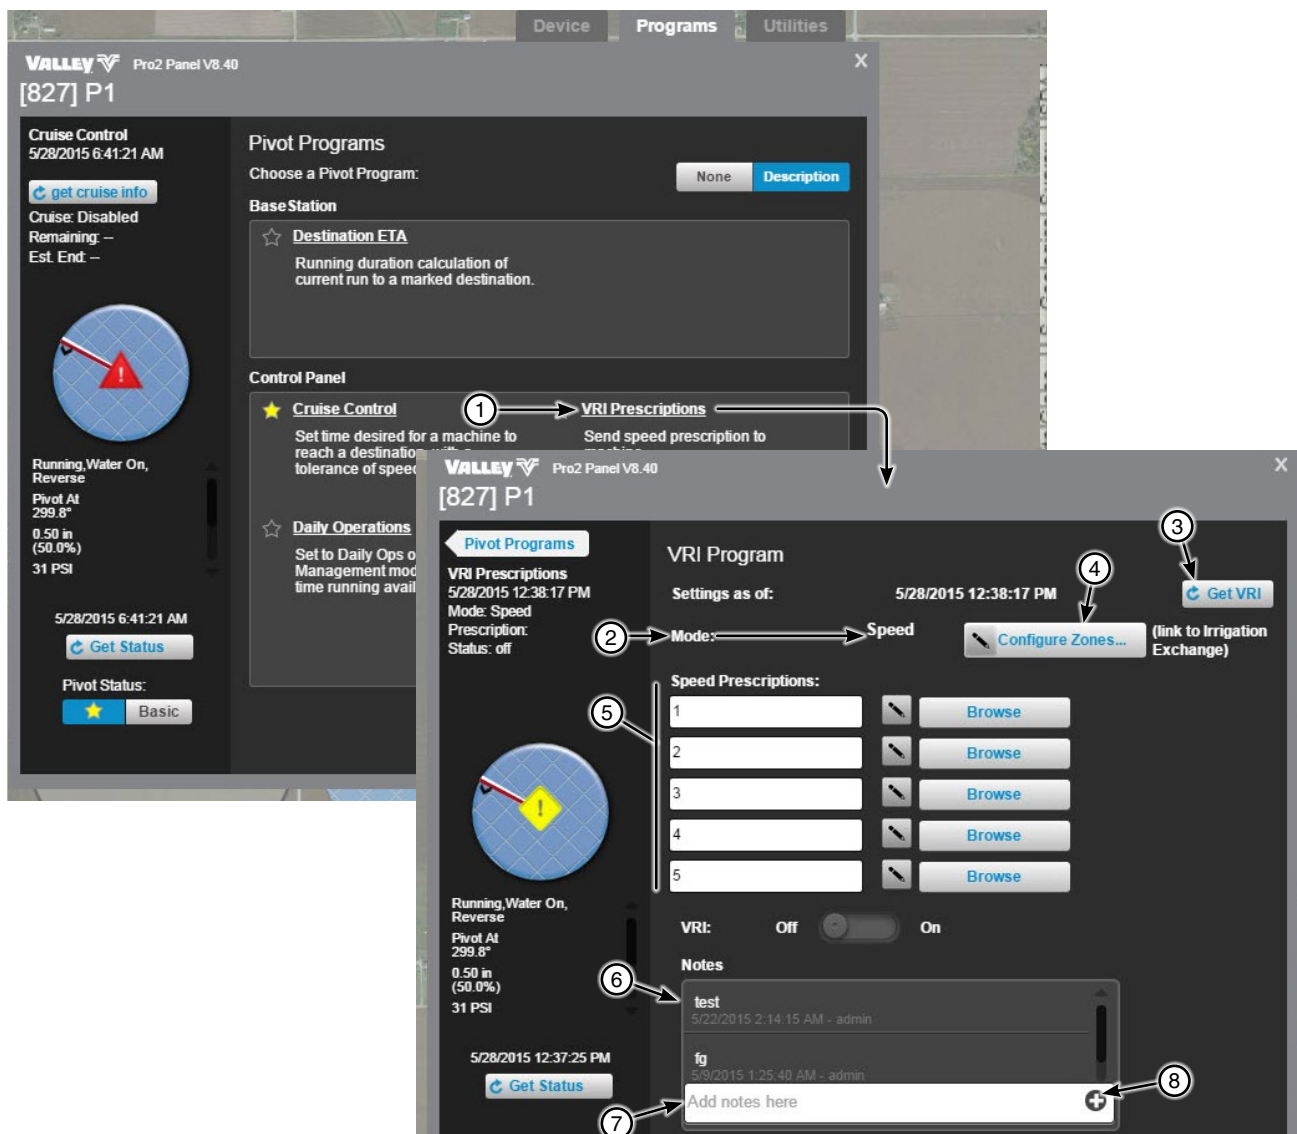 Device
Programs
Utilities
VALLEY Pro2 Panel V8.40
X
[827] P1
Cruise Control
5/28/2015 6:41:21 AM
get cruise info
Cruise: Disabled
Remaining: --
Est. End: --
Running,Water On,
Reverse
Pivot At
299.8°
0.50 in
(50.0%)
31 PSI
5/28/2015 6:41:21 AM
Get Status
Pivot Status:
Basic
Pivot Programs
Choose a Pivot Program:
None
Description
BaseStation
Destination ETA
Running duration calculation of
current run to a marked destination.
Control Panel
Cruise Control
Set time desired for a machine to
reach a destination
tolerance of speed
1
VRI Prescriptions
Send speed prescription to
Daily Operations
Set to Daily Ops o
Management mod
time running avail
VALLEY Pro2 Panel V8.40
X
[827] P1
Pivot Programs
VRI Prescriptions
5/28/2015 12:38:17 PM
Mode: Speed
Prescription:
Status: off
Running,Water On,
Reverse
Pivot At
299.8°
0.50 in
(50.0%)
31 PSI
5/28/2015 12:37:25 PM
Get Status
VRI Program
3
4
Settings as of: 5/28/2015 12:38:17 PM
Get VRI
2
Mode: Speed
Configure Zones...
(link to Irrigation
Exchange)
Speed Prescriptions:
5
1 Browse
2 Browse
3 Browse
4 Browse
5 Browse
VRI: Off On
Notes
6
test
5/22/2015 2:14:15 AM - admin
fg
5/9/2015 1:25:40 AM - admin
8
7
Add notes here